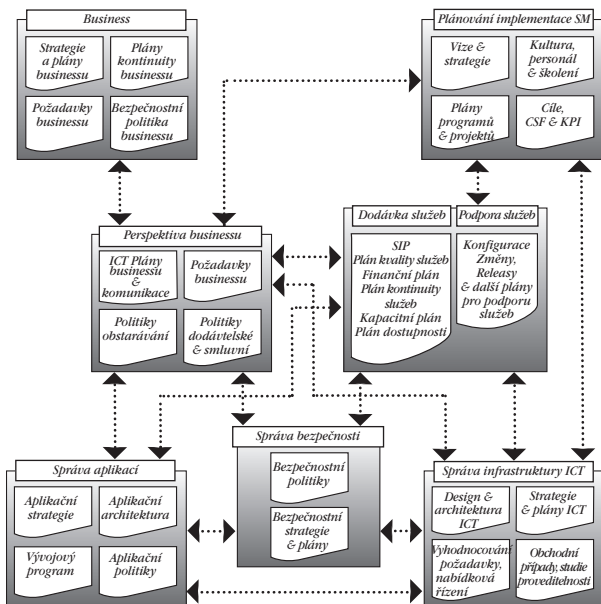 Business
Strategie
a plány
businessu
Plány
kontinuity
businessu
Požadavky
businessu
Bezpečnostní
politika
businessu
Plánování implementace SM
Vize &
strategie
Kultura,
personál
& školení
Plány
programů
& projektů
Cíle,
CSF & KPI
Perspektiva businessu
ICT Plány
businessu
&
komunikace
Požadavky
businessu
Politiky
obstarávání
Politiky
dodávtelské
& smluvní
Dodávka služeb
SIP
Plán kvality služeb
Finanční plán
Plán kontinuity
služeb
Kapacitní plán
Plán dostupnosti
Podpora služeb
Konfigurace
Změny,
Releasy
& další plány
pro podporu
služeb
Správa aplikací
Aplikační
strategie
Aplikační
architektura
Vývojový
program
Aplikační
politiky
Správa bezpečnosti
Bezpečnostní
politiky
Bezpečnostní
strategie
& plány
Správa infrastruktury ICT
Design &
architektura
ICT
Strategie
& plány ICT
Vyhodnocování
požadavky,
nabídková
řízení
Obchodní
případy, studie
proveditelnosti